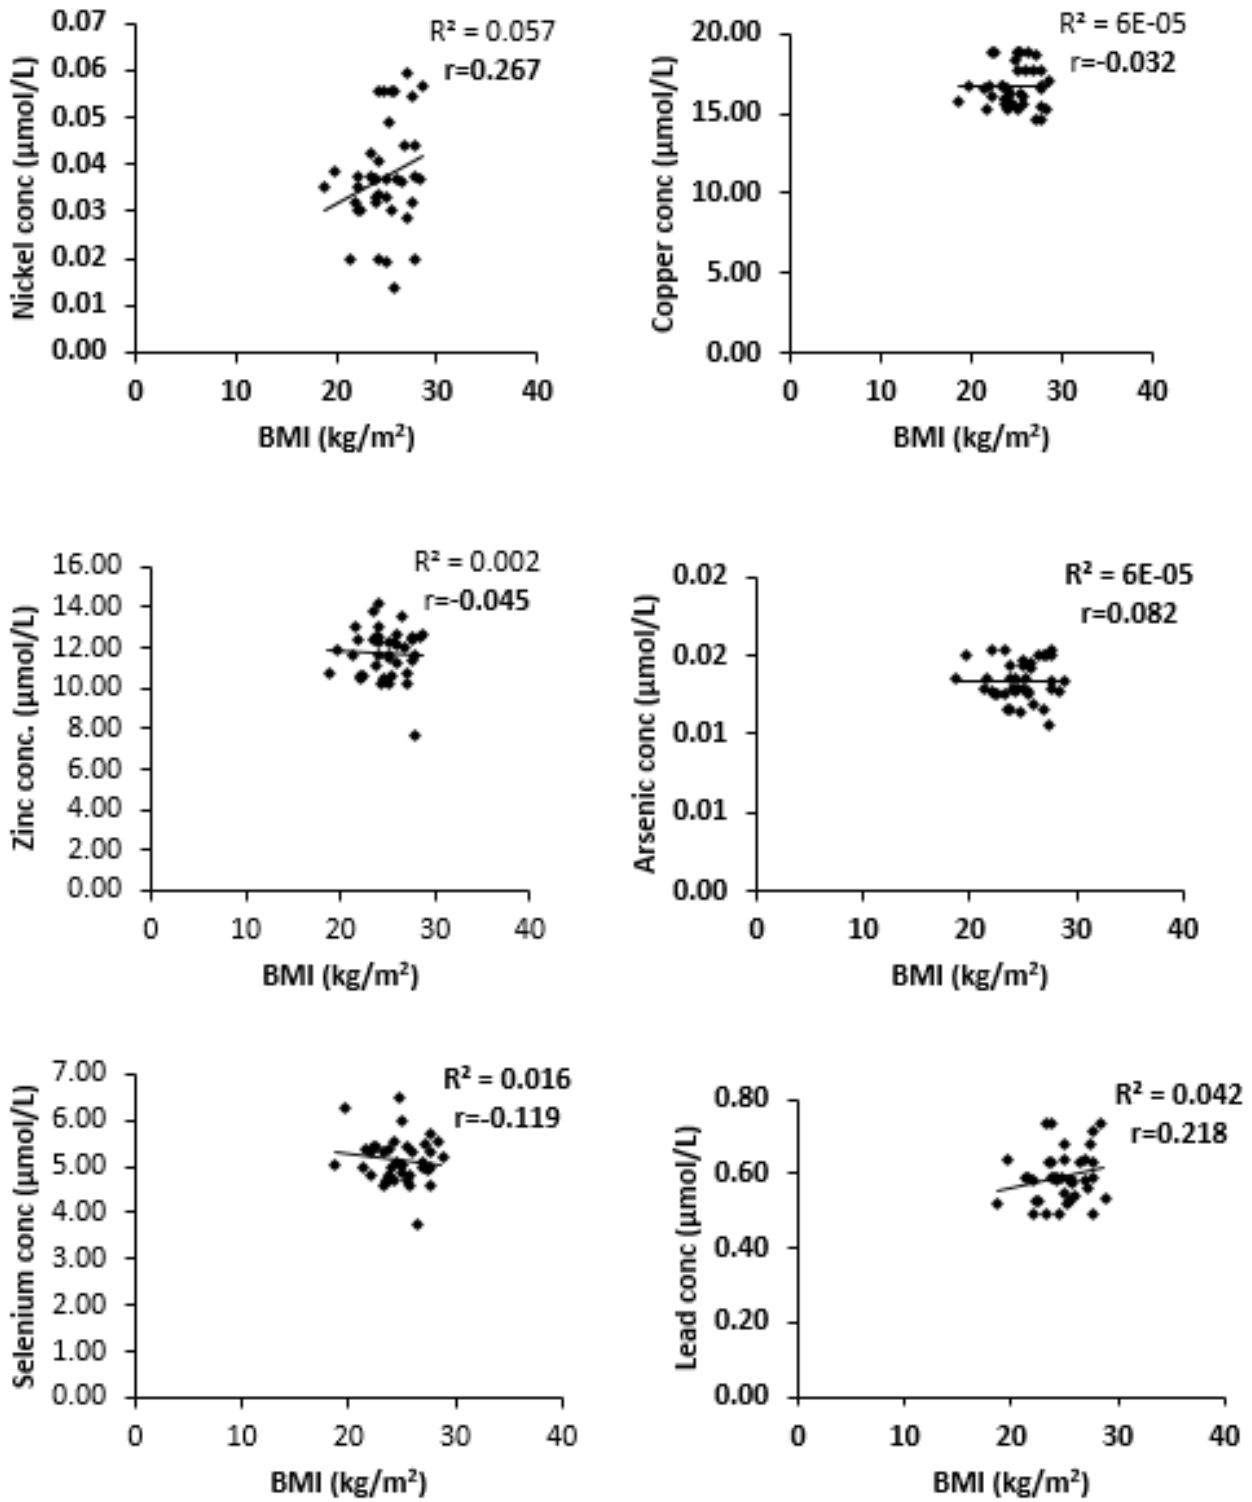 R² = 0.057
r=0.267
Nickel conc (µmol/L)
0.07
0.06
0.05
0.04
0.03
0.02
0.01
0.00
0 10 20 30 40
BMI (kg/m²)
R² = 6E-05
r=-0.032
Copper conc (µmol/L)
20.00
15.00
10.00
5.00
0.00
0 10 20 30 40
BMI (kg/m²)
R² = 0.002
r=-0.045
Zinc conc. (µmol/L)
16.00
14.00
12.00
10.00
8.00
6.00
4.00
2.00
0.00
0 10 20 30 40
BMI (kg/m²)
R² = 6E-05
r=0.082
Arsenic conc (µmol/L)
0.02
0.02
0.01
0.01
0.00
0 10 20 30 40
BMI (kg/m²)
R² = 0.016
r=-0.119
Selenium conc (µmol/L)
7.00
6.00
5.00
4.00
3.00
2.00
1.00
0.00
0 10 20 30 40
BMI (kg/m²)
R² = 0.042
r=0.218
Lead conc (µmol/L)
0.80
0.60
0.40
0.20
0.00
0 10 20 30 40
BMI (kg/m²)